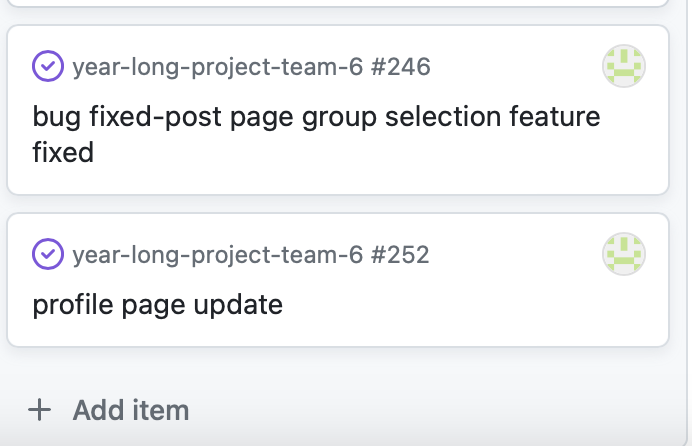 year-long-project-team-6 #246
bug fixed-post page group selection feature
fixed
year-long-project-team-6 #252
profile page update
+ Add item